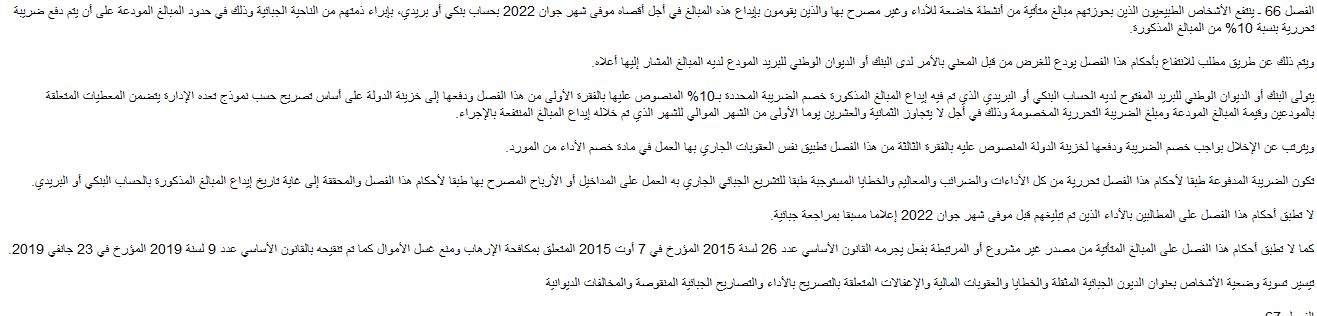 الفصل 66 ـ ينتفع الأشخاص الطبيعيون الذين بحوزتهم مبالغ متأتية من أنشطة خاضعة للأداء وغير مصرح بها والذين يقومون بإيداع هذه المبالغ في أجل أقصاه موفى شهر جوان 2022 بحساب بنكي أو بريدي، بإبراء ذمتهم من الناحية الجبائية وذلك في حدود المبالغ المودعة على أن يتم دفع ضريبة
تحررية بنسبة 10% من المبالغ المذكورة.
ويتم ذلك عن طريق مطلب للانتفاع بأحكام هذا الفصل يودع للغرض من قبل المعني بالأمر لدى البنك أو الديوان الوطني للبريد المودع لديه المبالغ المشار إليها أعلاه.
يتولى البنك أو الديوان الوطني للبريد المفتوح لديه الحساب البنكي أو البريدي الذي تم فيه إيداع المبالغ المذكورة خصم الضريبة المحددة بـ10% المنصوص عليها بالفقرة الأولى من هذا الفصل ودفعها إلى خزينة الدولة على أساس تصريح حسب نموذج تعده الإدارة يتضمن المعطيات المتعلقة
بالمودعين وقيمة المبالغ المودعة ومبلغ الضريبة التحررية المخصومة وذلك في أجل لا يتجاوز الثمانية والعشرين يوما الأولى من الشهر الموالي للشهر الذي تم خلاله إيداع المبالغ المنتفعة بالإجراء.
ويترتب عن الإخلال بواجب خصم الضريبة ودفعها لخزينة الدولة المنصوص عليه بالفقرة الثالثة من هذا الفصل تطبيق نفس العقوبات الجاري بها العمل في مادة خصم الأداء من المورد.
تكون الضريبة المدفوعة طبقا لأحكام هذا الفصل تحررية من كل الأداءات والضرائب والمعاليم والخطايا المستوجبة طبقا للتشريع الجبائي الجاري به العمل على المداخيل أو الأرباح المصرح بها طبقا لأحكام هذا الفصل والمحققة إلى غاية تاريخ إيداع المبالغ المذكورة بالحساب البنكي أو البريدي.
لا تطبق أحكام هذا الفصل على المطالبين بالأداء الذين تم تبليغهم قبل موفى شهر جوان 2022 إعلاما مسبقا بمراجعة جبائية.
كما لا تطبق أحكام هذا الفصل على المبالغ المتأتية من مصدر غير مشروع أو المرتبطة بفعل يجرمه القانون الأساسي عدد 26 لسنة 2015 المؤرخ في 7 أوت 2015 المتعلق بمكافحة الإرهاب ومنع غسل الأموال كما تم تنقيحه بالقانون الأساسي عدد 9 لسنة 2019 المؤرخ في 23 جانفي 2019.
تيسير تسوية وضعية الأشخاص بعنوان الديون الجبائية المثقلة والخطايا والعقوبات المالية والإغفالات المتعلقة بالتصريح بالأداء والتصاريح الجبائية المنقوصة والمخالفات الديوانية